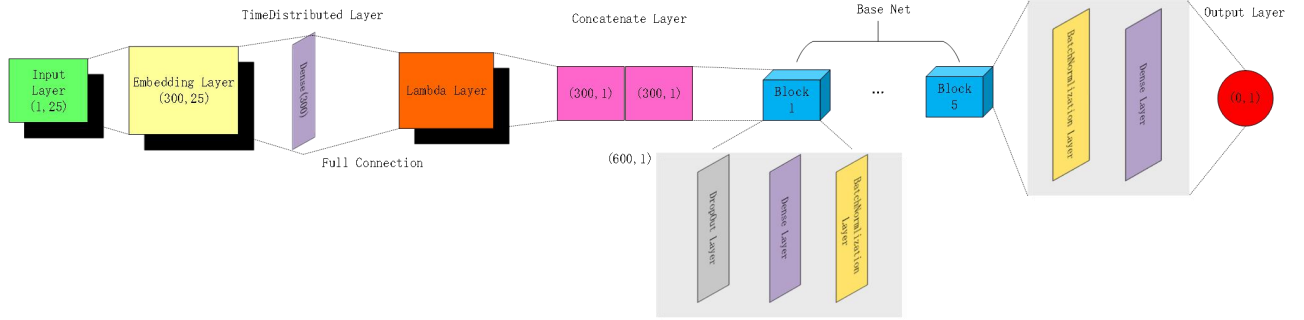 TimeDistributed Layer
Input
Layer
(1,25)
Embedding Layer
(300,25)
Dense(300)
Full Connection
Lambda Layer
Concatenate Layer
(300,1)
(300,1)
(600,1)
Base Net
Block
1
...
Block
5
DropOut Layer
Dense Layer
BatchNormlization
Layer
BatchNormlization Layer
Dense Layer
Output Layer
(0,1)